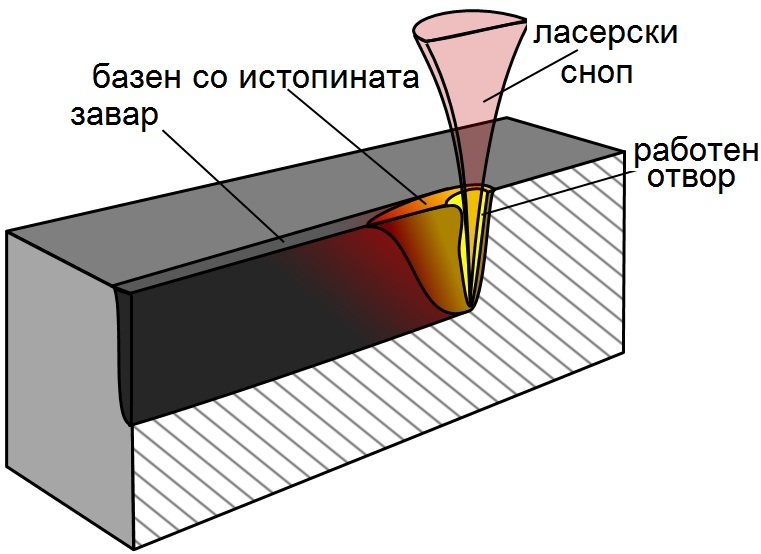 ласерски
сноп
базен со истопината
завар
работен
отвор